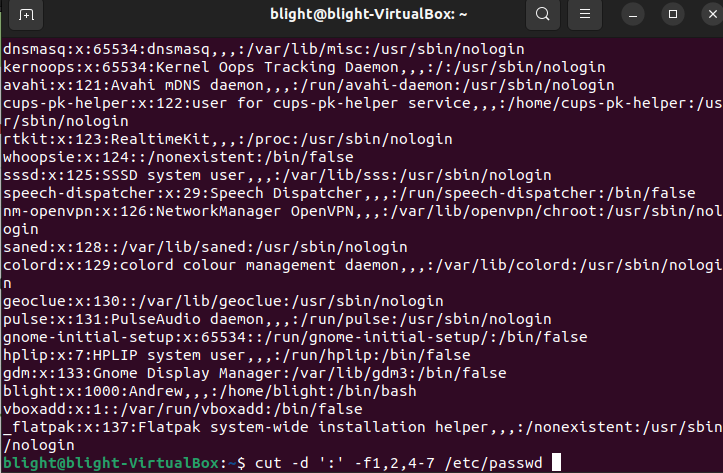 blight@blight-VirtualBox: ~
dnsmasq:x:65534:dnsmasq,,,:/var/lib/misc:/usr/sbin/nologin
kernoops:x:65534:Kernel Oops Tracking Daemon,,,:/:/usr/sbin/nologin
avahi:x:121:Avahi mDNS daemon,,,:/run/avahi-daemon:/usr/sbin/nologin
cups-pk-helper:x:122:user for cups-pk-helper service,,,:/home/cups-pk-helper:/us
r/sbin/nologin
rtkit:x:123:RealtimeKit,,,:/proc:/usr/sbin/nologin
whoopsie:x:124::/nonexistent:/bin/false
sssd:x:125:SSSD system user,,,:/var/lib/sss:/usr/sbin/nologin
speech-dispatcher:x:29:Speech Dispatcher,,,:/run/speech-dispatcher:/bin/false
nm-openvpn:x:126:NetworkManager OpenVPN,,,:/var/lib/openvpn/chroot:/usr/sbin/nol
ogin
saned:x:128::/var/lib/saned:/usr/sbin/nologin
colord:x:129:colord colour management daemon,,,:/var/lib/colord:/usr/sbin/nologi
n
geoclue:x:130::/var/lib/geoclue:/usr/sbin/nologin
pulse:x:131:PulseAudio daemon,,,:/run/pulse:/usr/sbin/nologin
gnome-initial-setup:x:65534::/run/gnome-initial-setup/:/bin/false
hplip:x:7:HPLIP system user,,,:/run/hplip:/bin/false
gdm:x:133:Gnome Display Manager:/var/lib/gdm3:/bin/false
blight:x:1000:Andrew,,,:/home/blight:/bin/bash
vboxadd:x:1::/var/run/vboxadd:/bin/false
_flatpak:x:137:Flatpak system-wide installation helper,,,:/nonexistent:/usr/sbin
/nologin
blight@blight-VirtualBox:~$ cut -d ':' -f1,2,4-7 /etc/passwd